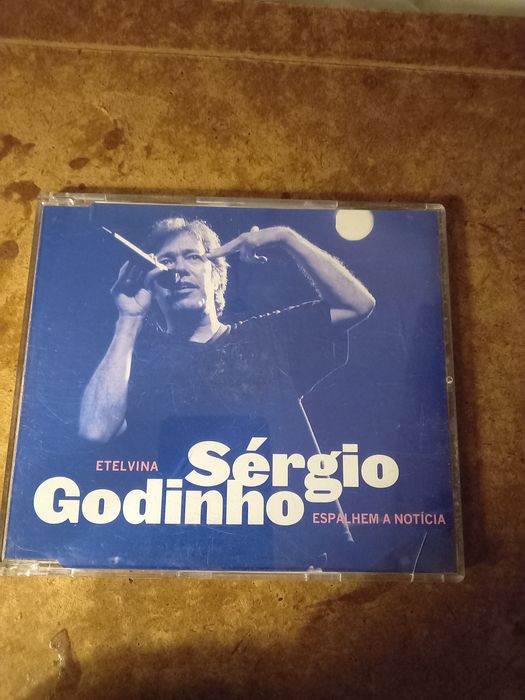 ETELVINA
Sérgio
Godinho
ESPALHEM A NOTÍCIA